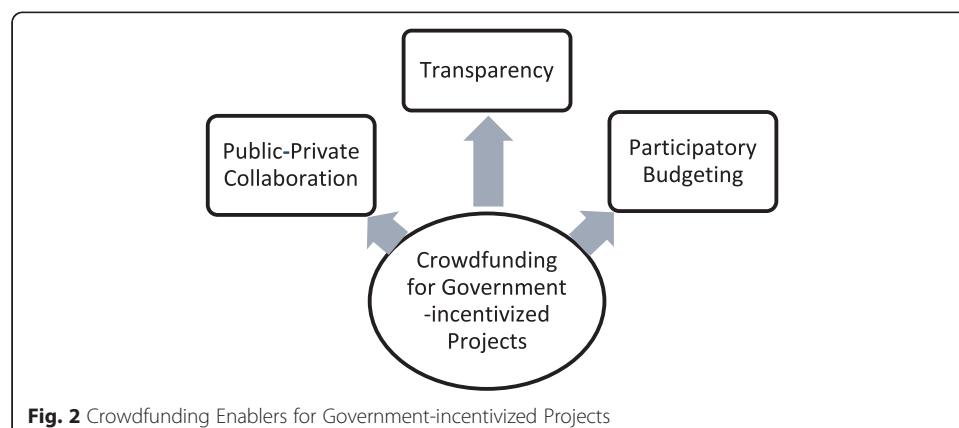 Transparency
Public-Private
Collaboration
Participatory
Budgeting
Crowdfunding
for Government
-incentivized
Projects
Fig. 2 Crowdfunding Enablers for Government-incentivized Projects